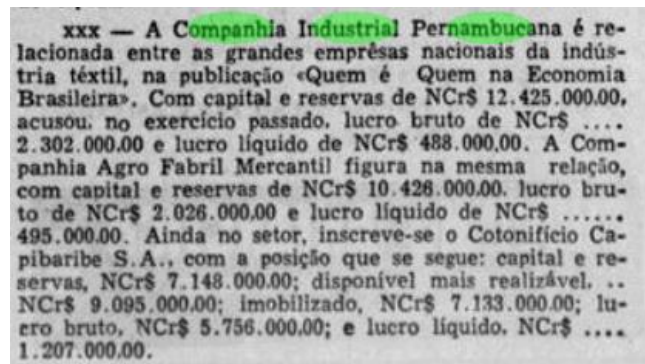 xxx — A Companhia Industrial Pernambucana é re-
lacionada entre as grandes emprêsas nacionais da indús-
tria téxtil, na publicação «Quem é Quem na Economia
Brasileira». Com capital e reservas de NCr$ 12.425.000,00,
acusou, no exercício passado, lucro bruto de NCr$ ....
2.302.000,00 e lucro líquido de NCr$ 488.000,00. A Com-
panhia Agro Fabril Mercantil figura na mesma relação,
com capital e reservas de NCr$ 10.426.000,00, lucro bru-
to de NCr$ 2.026.000,00 e lucro líquido de NCr$ ......
495.000,00. Ainda no setor, inscreve-se o Cotonifício Ca-
pibaribe S.A., com a posição que se segue: capital e re-
servas, NCr$ 7.148.000,00; disponível mais realizável, ..
NCr$ 9.095.000,00; imobilizado, NCr$ 7.133.000,00; lu-
cro bruto, NCr$ 5.756.000,00; e lucro líquido, NCr$ ....
1.207.000,00.